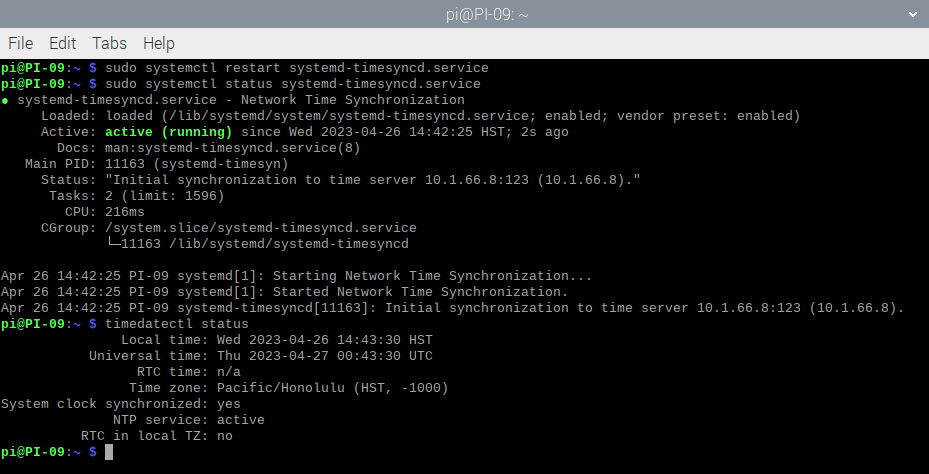 pi@PI-09: ~
File Edit Tabs Help
pi@PI-09:~ $ sudo systemctl restart systemd-timesyncd.service
pi@PI-09:~ $ sudo systemctl status systemd-timesyncd.service
● systemd-timesyncd.service - Network Time Synchronization
     Loaded: loaded (/lib/systemd/system/systemd-timesyncd.service; enabled; vendor preset: enabled)
     Active: active (running) since Wed 2023-04-26 14:42:25 HST; 2s ago
       Docs: man:systemd-timesyncd.service(8)
   Main PID: 11163 (systemd-timesyn)
     Status: "Initial synchronization to time server 10.1.66.8:123 (10.1.66.8)."
      Tasks: 2 (limit: 1596)
        CPU: 216ms
     CGroup: /system.slice/systemd-timesyncd.service
             └─11163 /lib/systemd/systemd-timesyncd
Apr 26 14:42:25 PI-09 systemd[1]: Starting Network Time Synchronization...
Apr 26 14:42:25 PI-09 systemd[1]: Started Network Time Synchronization.
Apr 26 14:42:25 PI-09 systemd-timesyncd[11163]: Initial synchronization to time server 10.1.66.8:123 (10.1.66.8).
pi@PI-09:~ $ timedatectl status
               Local time: Wed 2023-04-26 14:43:30 HST
           Universal time: Thu 2023-04-27 00:43:30 UTC
                 RTC time: n/a
                Time zone: Pacific/Honolulu (HST, -1000)
System clock synchronized: yes
              NTP service: active
          RTC in local TZ: no
pi@PI-09:~ $